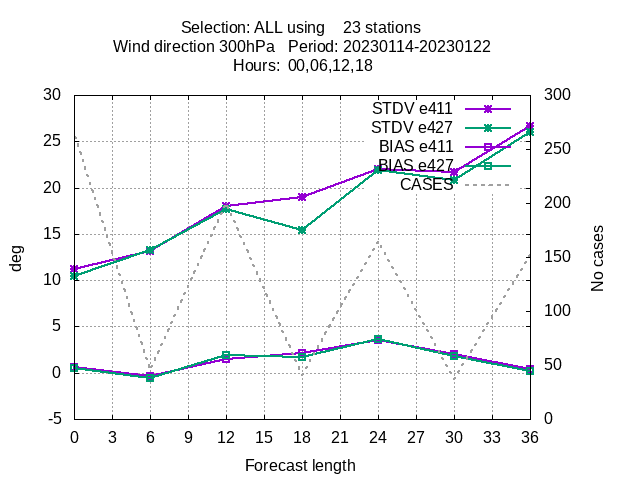 Selection: ALL using 23 stations
Wind direction 300hPa Period: 20230114-20230122
Hours: 00,06,12,18
STDV e411
STDV e427
BIAS e411
BIAS e427
CASES
30
25
20
15
10
5
0
-5
300
250
200
150
100
50
0
deg
No cases
0 3 6 9 12 15 18 21 24 27 30 33 36
Forecast length